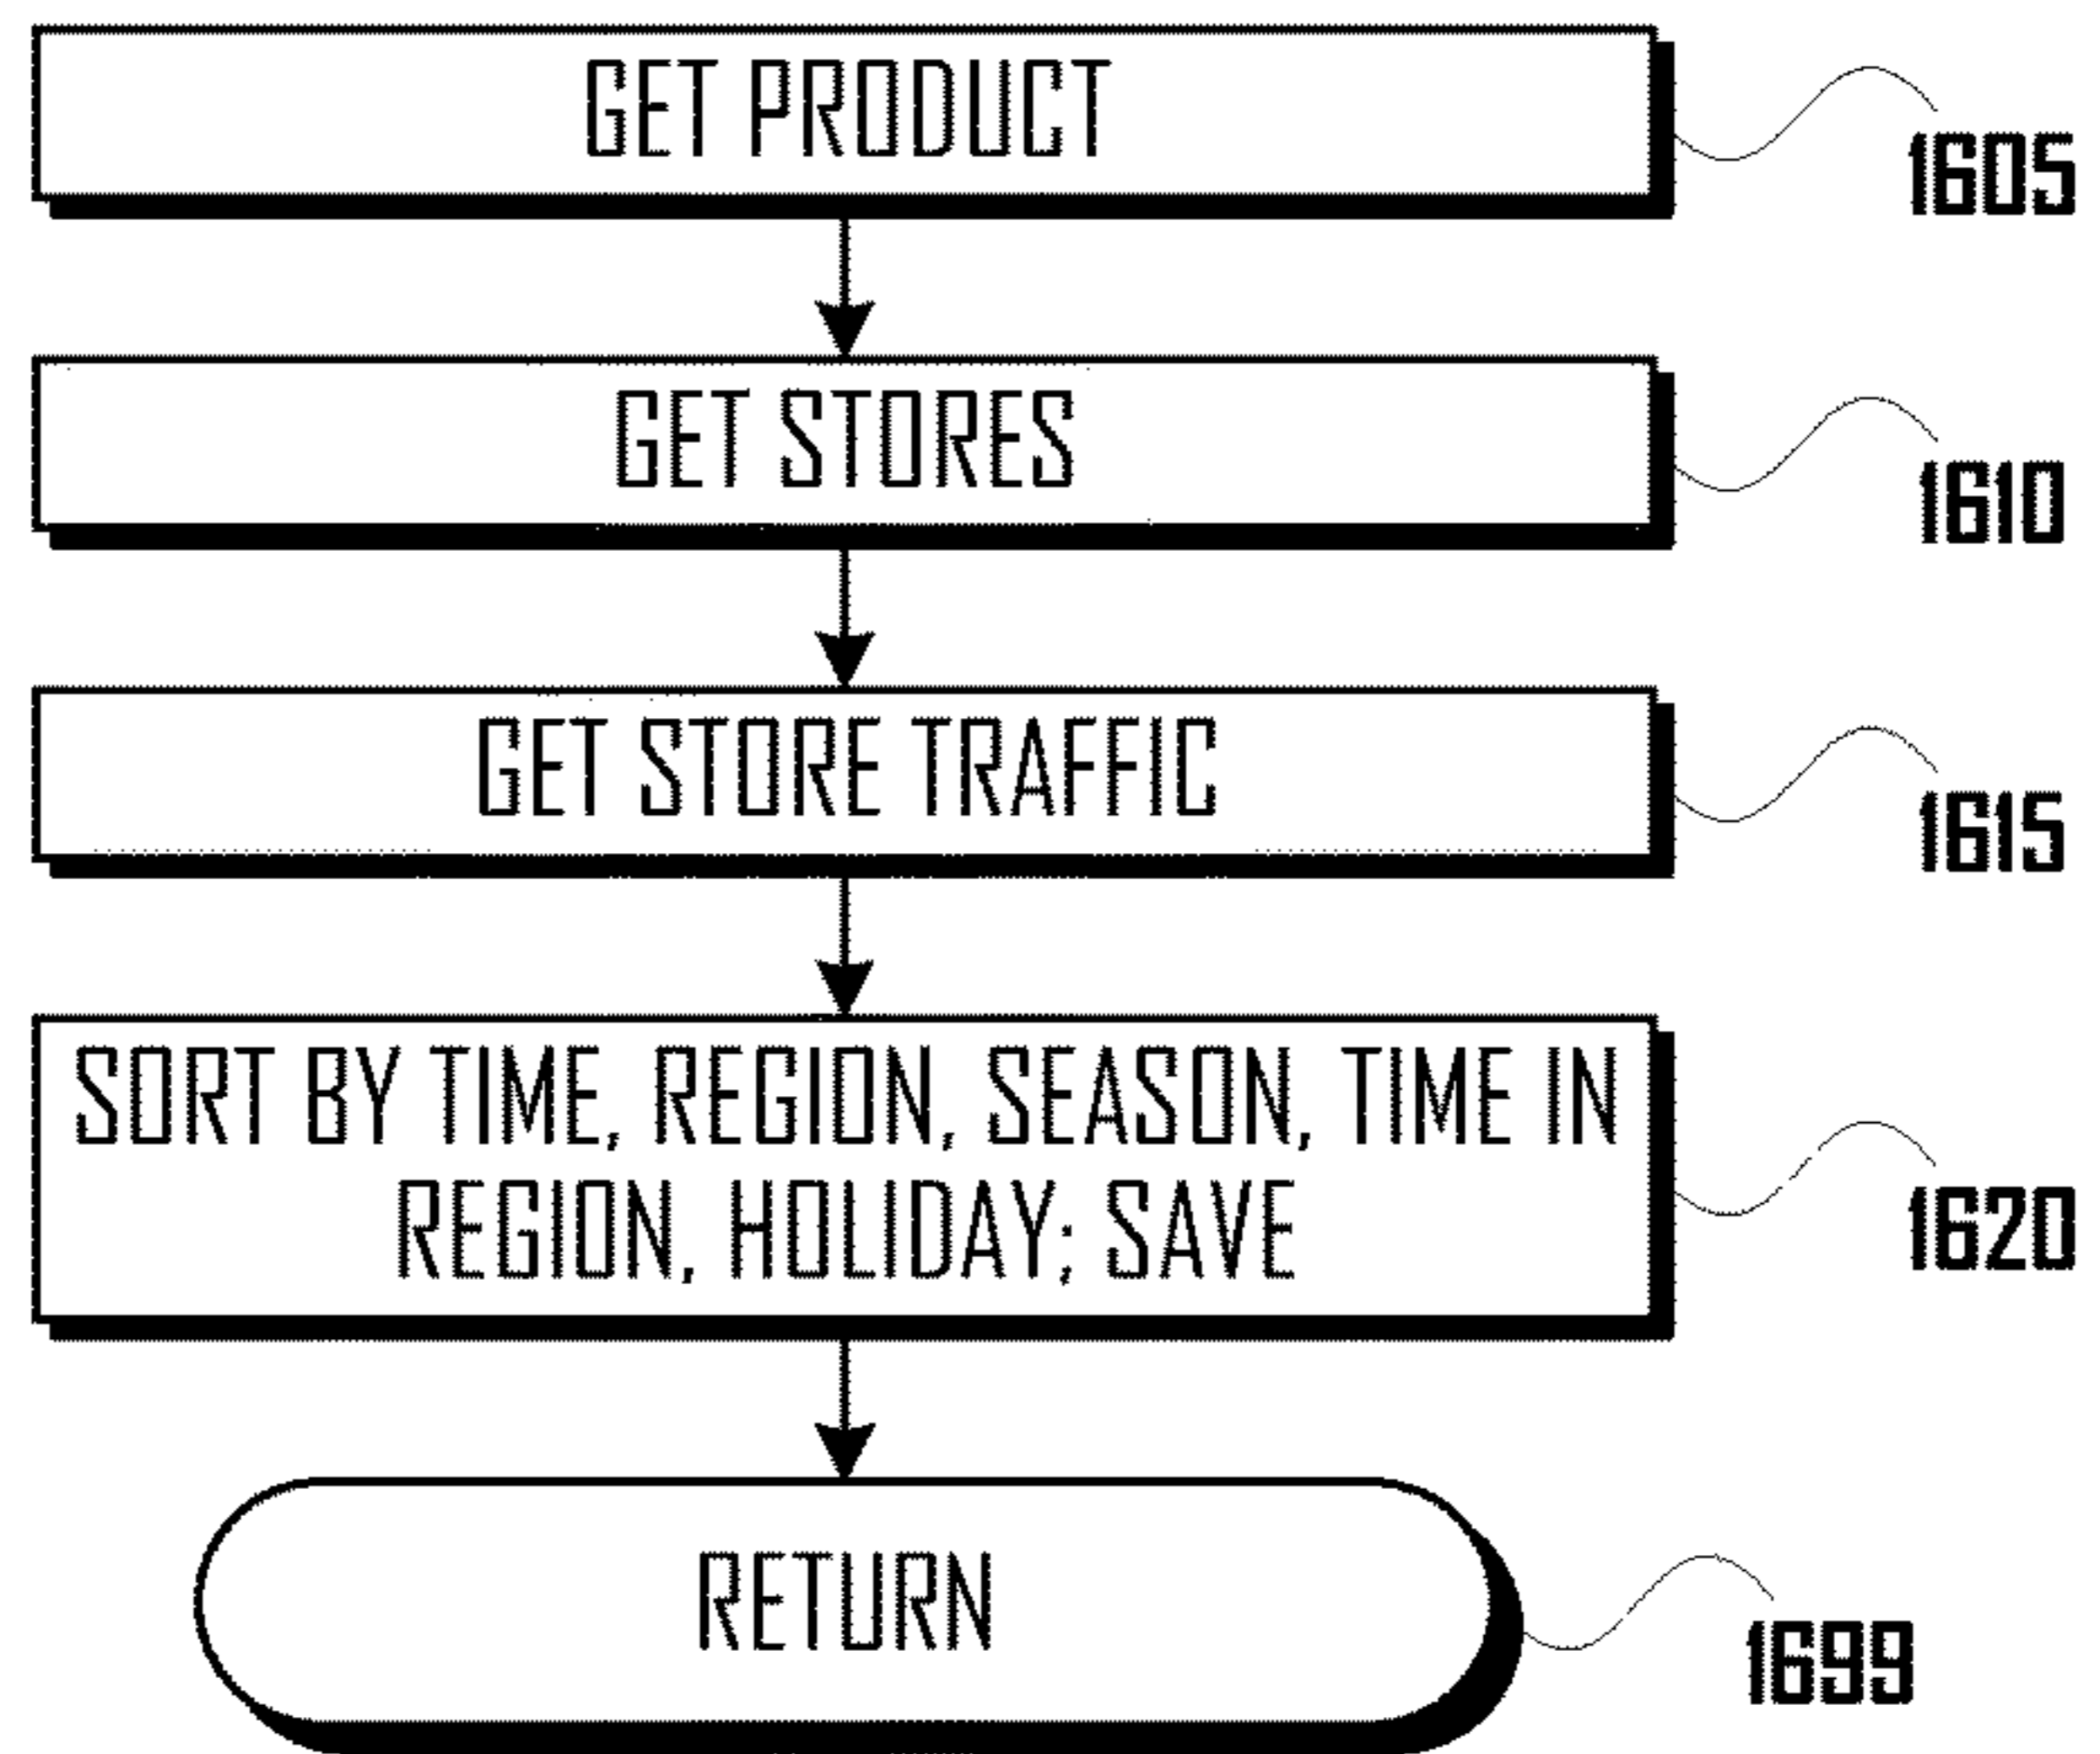 GET PRODUCT
1605
GET STORES
1610
GET STORE TRAFFIC
1615
SORT BY TIME, REGION, SEASON, TIME IN
REGION, HOLIDAY; SAVE
1620
RETURN
1699